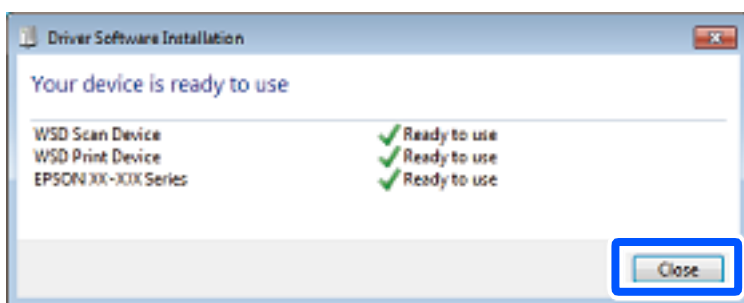 Driver Software Installation
Your device is ready to use
WSD Scan Device Ready to use
WSD Print Device Ready to use
EPSON XX-XXX Series Ready to use
Close